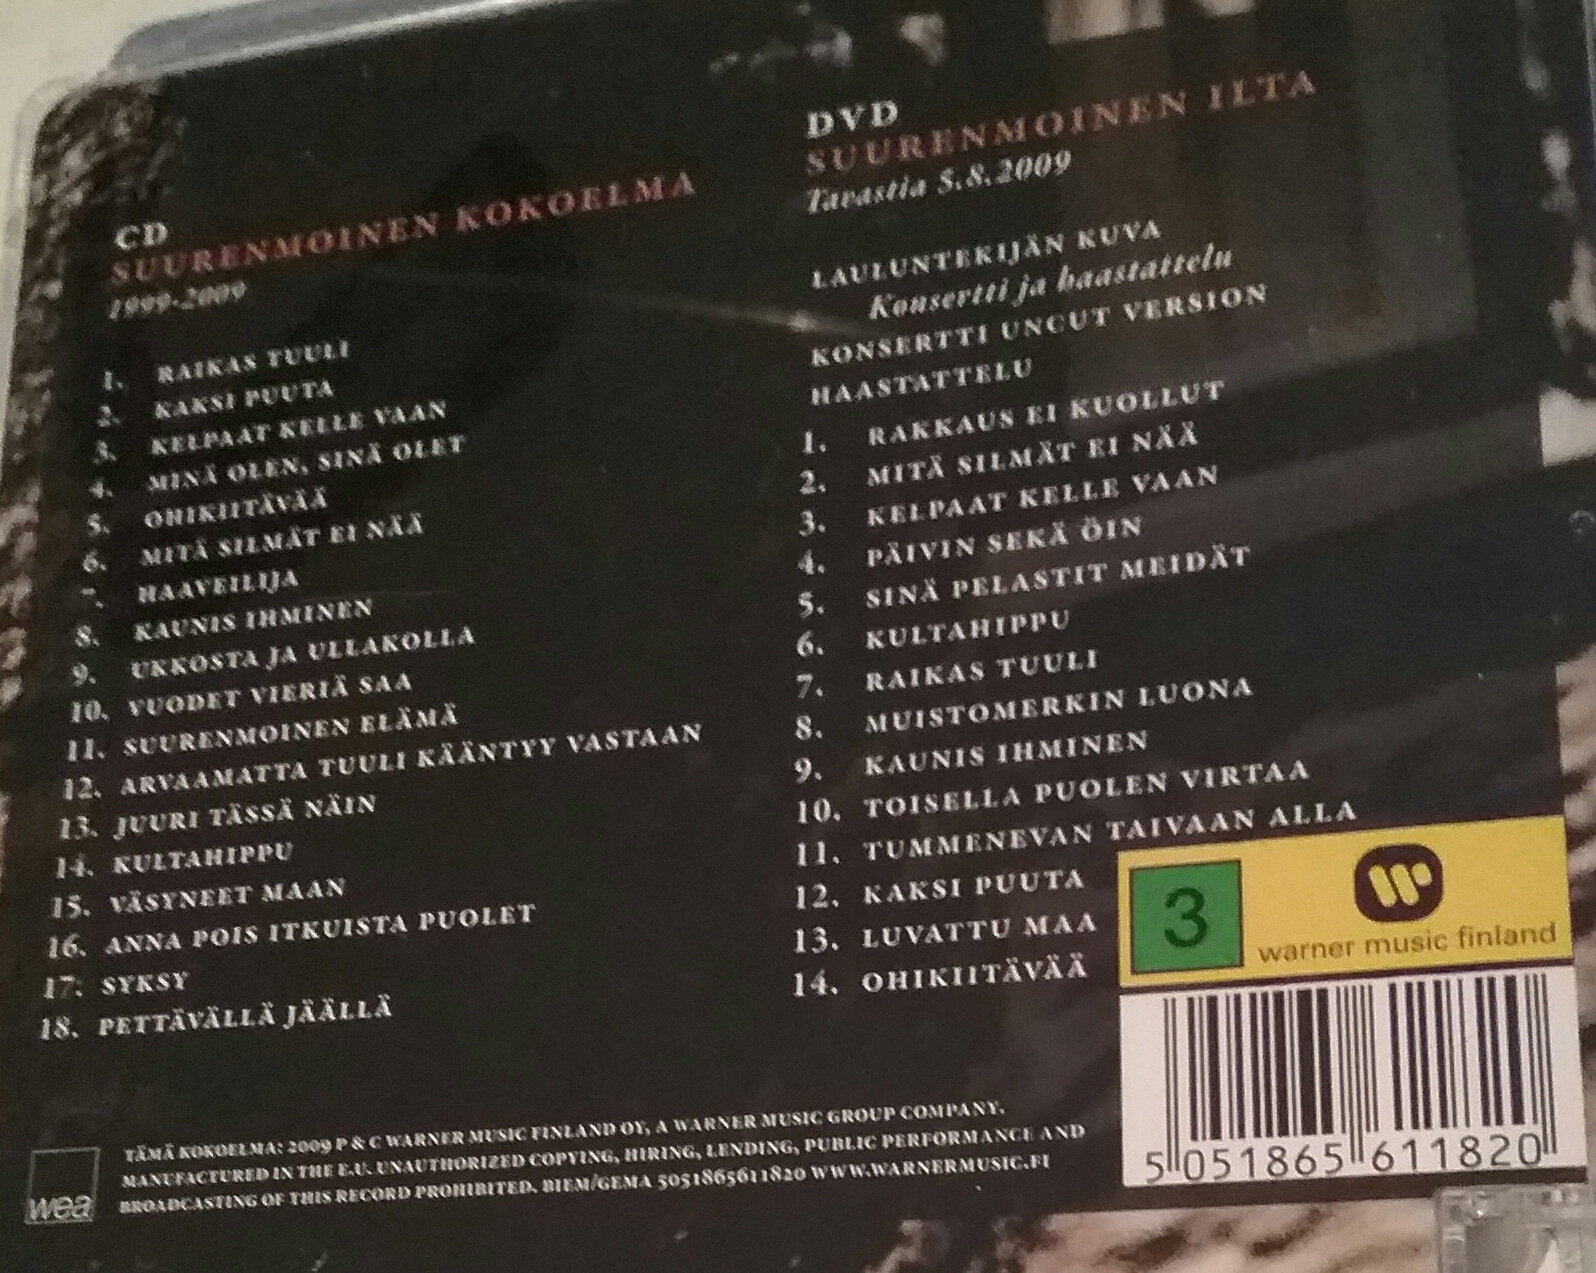 CD
SUURENMOINEN KOKOELMA
1999-2009
1. RAIKAS TUULI
2. KAKSI PUUTA
3. KELPAAT KELLE VAAN
4. MINÄ OLEN, SINÄ OLET
5. OHIKIITÄVÄÄ
6. MITÄ SILMÄT EI NÄÄ
7. HAAVEILIJA
8. KAUNIS IHMINEN
9. UKKOSTA JA ULLAKOLLA
10. VUODET VIERIÄ SAA
11. SUURENMOINEN ELÄMÄ
12. ARVAAMATTA TUULI KÄÄNTYY VASTAAN
13. JUURI TÄSSÄ NÄIN
14. KULTAHIPPU
15. VÄSYNEET MAAN
16. ANNA POIS ITKUISTA PUOLET
17. SYKSY
18. PETTÄVÄLLÄ JÄÄLLÄ
DVD
SUURENMOINEN ILTA
Tavastia 5.8.2009
LAULUNTEKIJÄN KUVA
Konsertti ja haastattelu
KONSERTTI UNCUT VERSION
HAASTATTELU
1. RAKKAUS EI KUOLLUT
2. MITÄ SILMÄT EI NÄÄ
3. KELPAAT KELLE VAAN
4. PÄIVIN SEKÄ ÖIN
5. SINÄ PELASTIT MEIDÄT
6. KULTAHIPPU
7. RAIKAS TUULI
8. MUISTOMERKIN LUONA
9. KAUNIS IHMINEN
10. TOISELLA PUOLEN VIRTAA
11. TUMMENEVAN TAIVAAN ALLA
12. KAKSI PUUTA
13. LUVATTU MAA
14. OHIKIITÄVÄÄ
3
warner music finland
5 051865 611820
wea
TÄMÄ KOKOELMA: 2009 P & C WARNER MUSIC FINLAND OY, A WARNER MUSIC GROUP COMPANY.
MANUFACTURED IN THE E.U. UNAUTHORIZED COPYING, HIRING, LENDING, PUBLIC PERFORMANCE AND
BROADCASTING OF THIS RECORD PROHIBITED. BIEM/GEMA 5051865611820 WWW.WARNERMUSIC.FI